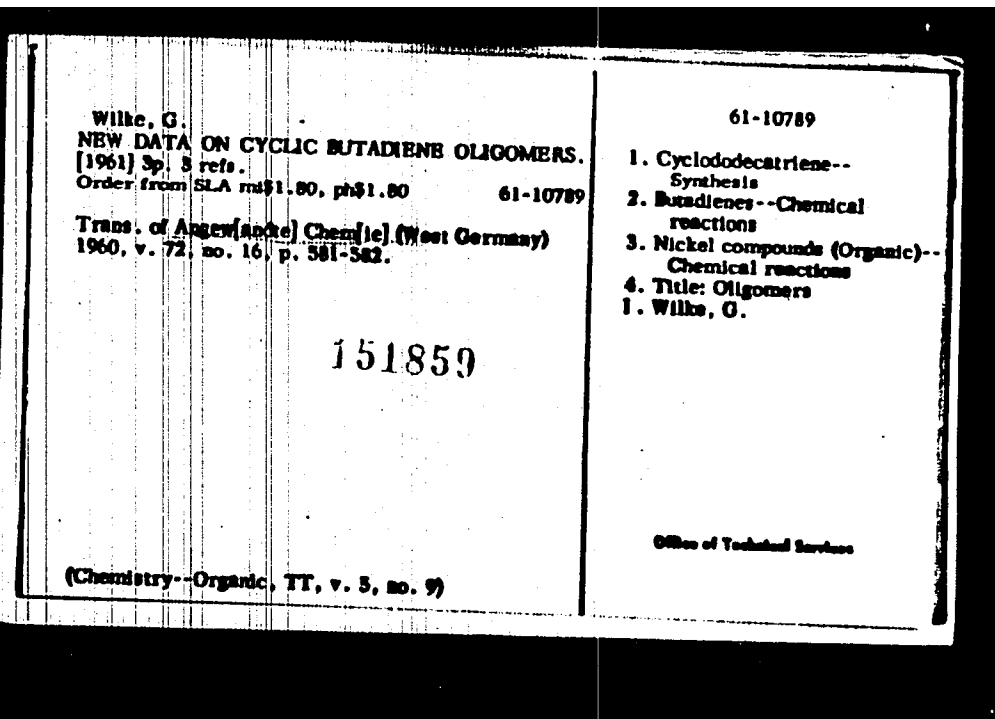 Wilke, G.
NEW DATA ON CYCLIC BUTADIENE OLIGOMERS.
[1961] 3p. 3 refs.
Order from SLA mi$1.80, ph$1.80 61-10789
Trans. of Angew[andte] Chem[ie] (West Germany)
1960, v. 72, no. 16, p. 581-582.
151859
(Chemistry--Organic, TT, v. 5, no. 9)
61-10789
1. Cyclododecatriene--
Synthesis
2. Butadienes--Chemical
reactions
3. Nickel compounds (Organic)--
Chemical reactions
4. Title: Oligomers
I. Wilke, G.
Office of Technical Services